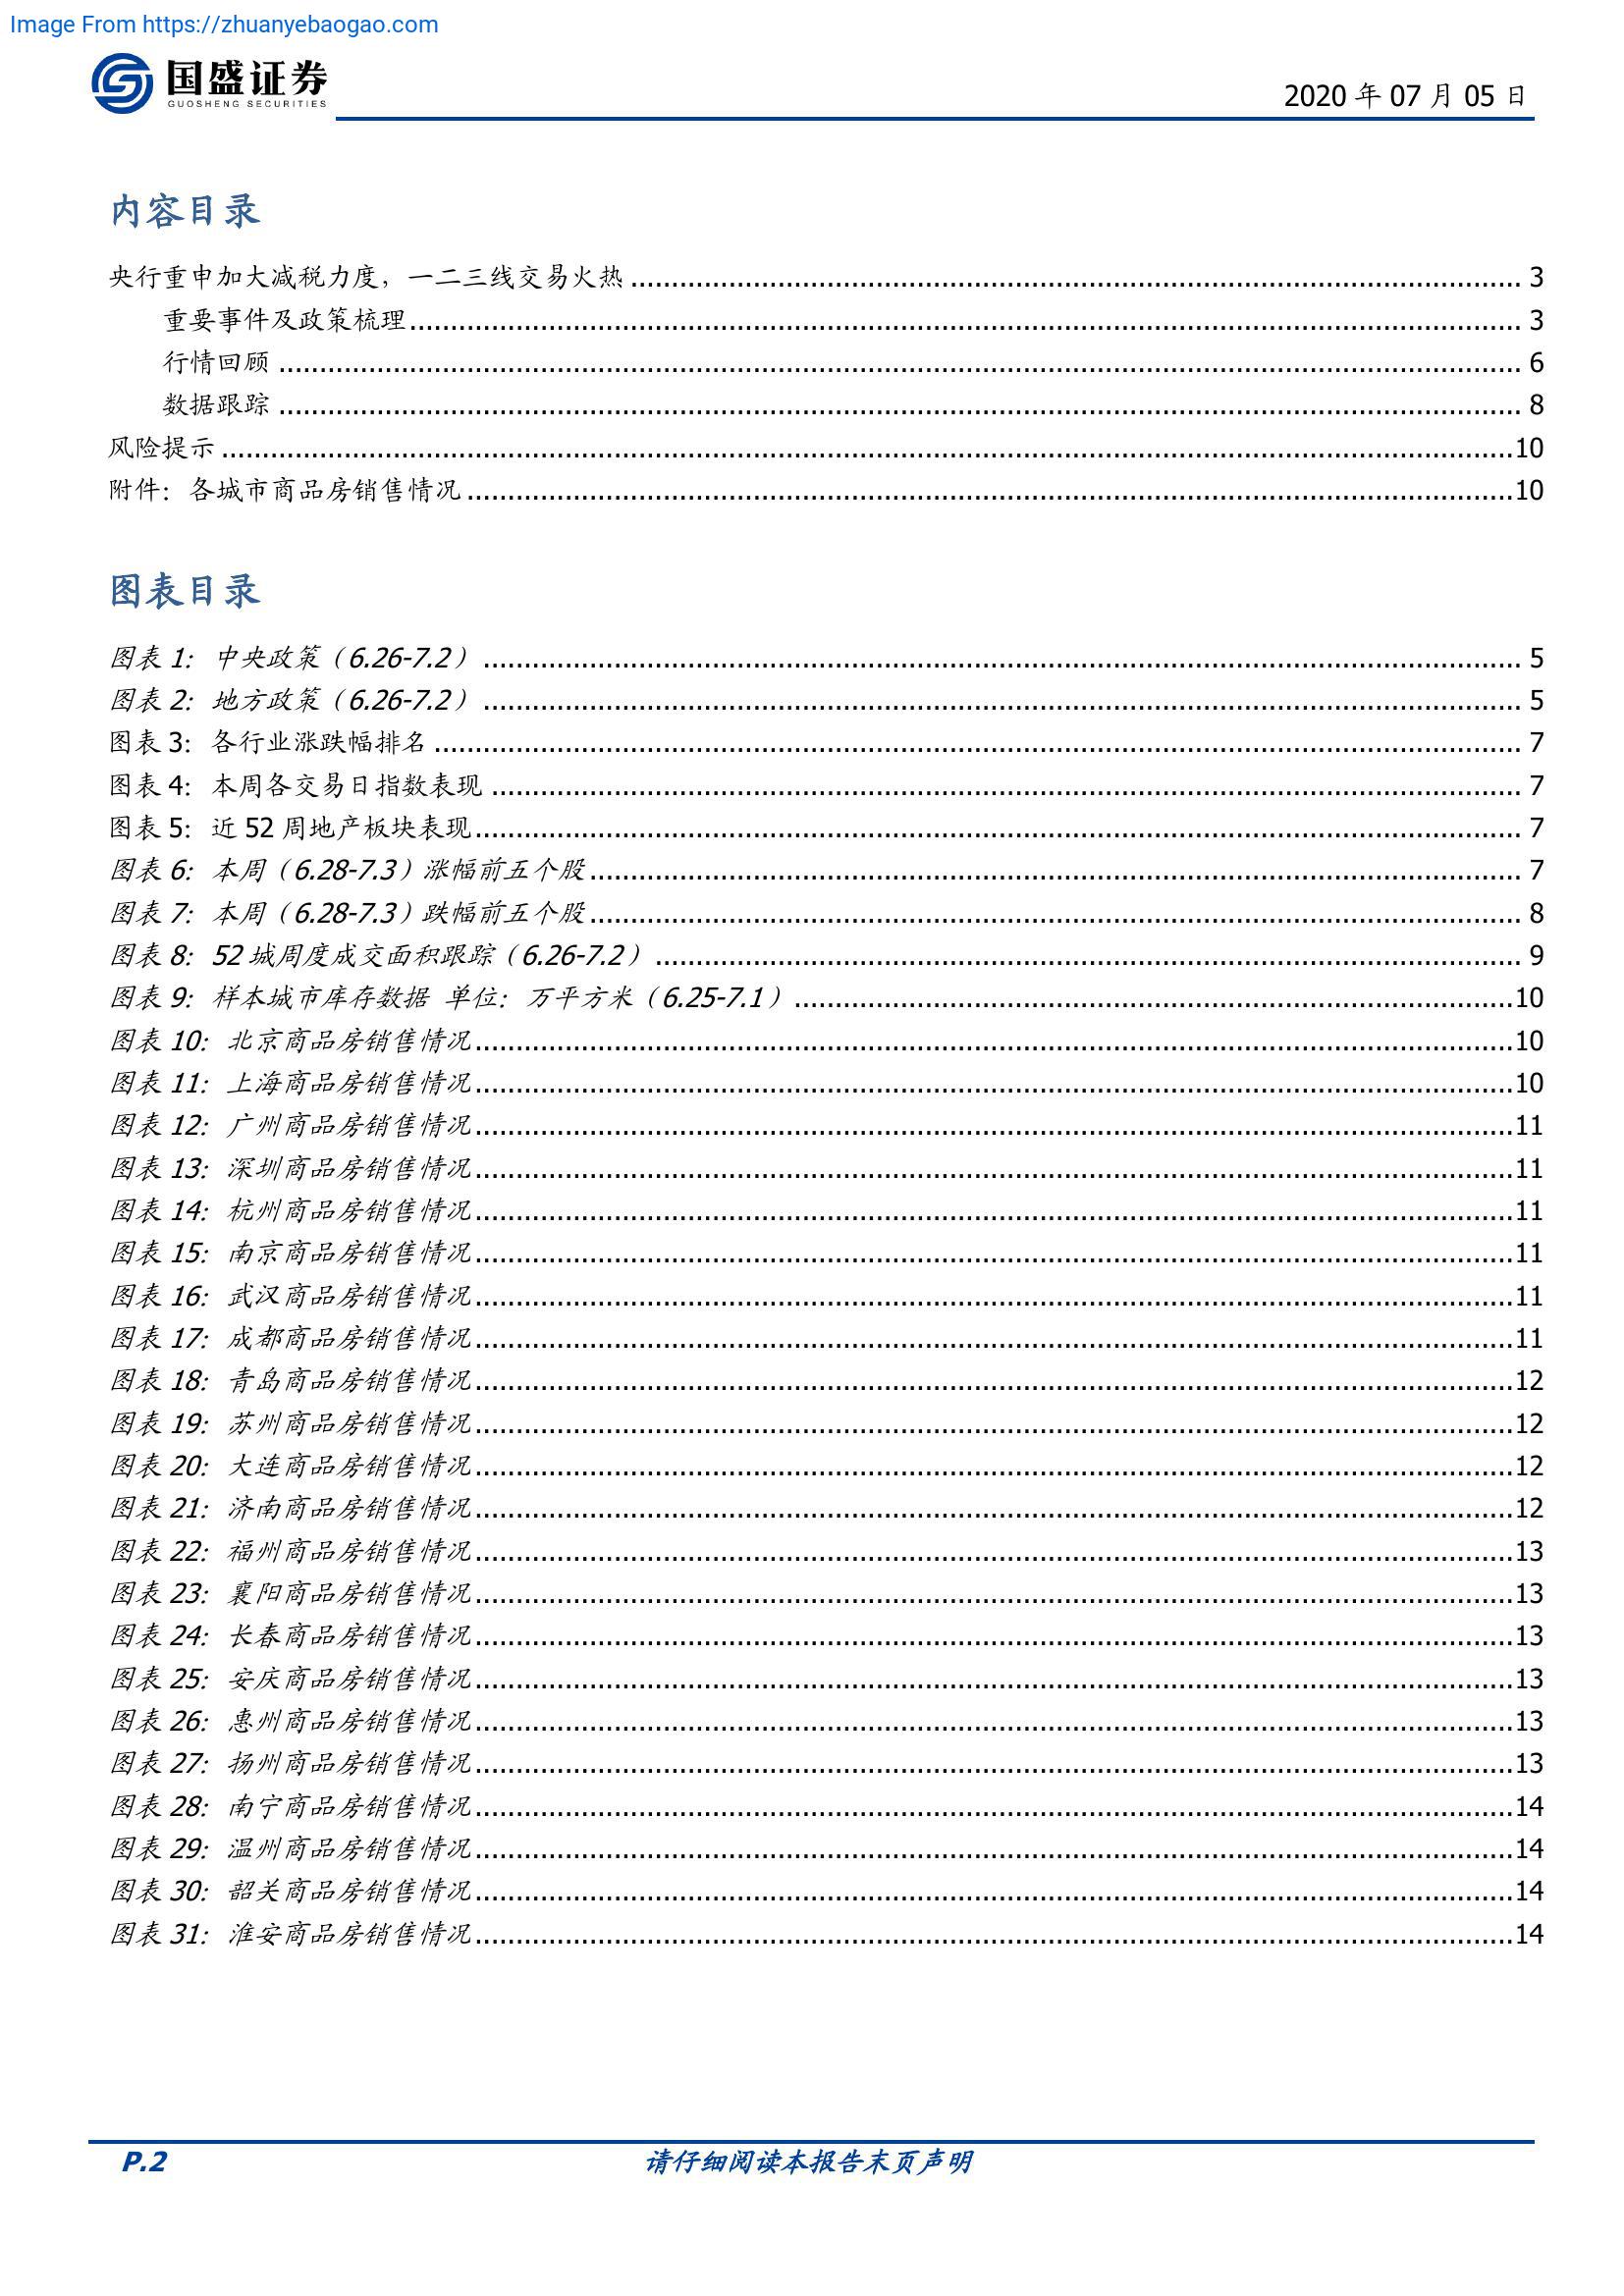 Image From https://zhuanyebaogao.com
国盛证券
GUOSHENG SECURITIES
2020 年 07 月 05 日
内容目录
央行重申加大减税力度，一二三线交易火热 3
重要事件及政策梳理 3
行情回顾 6
数据跟踪 8
风险提示 10
附件：各城市商品房销售情况 10
图表目录
图表 1：中央政策（6.26-7.2） 5
图表 2：地方政策（6.26-7.2） 5
图表 3：各行业涨跌幅排名 7
图表 4：本周各交易日指数表现 7
图表 5：近 52 周地产板块表现 7
图表 6：本周（6.28-7.3）涨幅前五个股 7
图表 7：本周（6.28-7.3）跌幅前五个股 8
图表 8：52 城周度成交面积跟踪（6.26-7.2） 9
图表 9：样本城市库存数据 单位：万平方米（6.25-7.1） 10
图表 10：北京商品房销售情况 10
图表 11：上海商品房销售情况 10
图表 12：广州商品房销售情况 11
图表 13：深圳商品房销售情况 11
图表 14：杭州商品房销售情况 11
图表 15：南京商品房销售情况 11
图表 16：武汉商品房销售情况 11
图表 17：成都商品房销售情况 11
图表 18：青岛商品房销售情况 12
图表 19：苏州商品房销售情况 12
图表 20：大连商品房销售情况 12
图表 21：济南商品房销售情况 12
图表 22：福州商品房销售情况 13
图表 23：襄阳商品房销售情况 13
图表 24：长春商品房销售情况 13
图表 25：安庆商品房销售情况 13
图表 26：惠州商品房销售情况 13
图表 27：扬州商品房销售情况 13
图表 28：南宁商品房销售情况 14
图表 29：温州商品房销售情况 14
图表 30：韶关商品房销售情况 14
图表 31：淮安商品房销售情况 14
P.2
请仔细阅读本报告末页声明